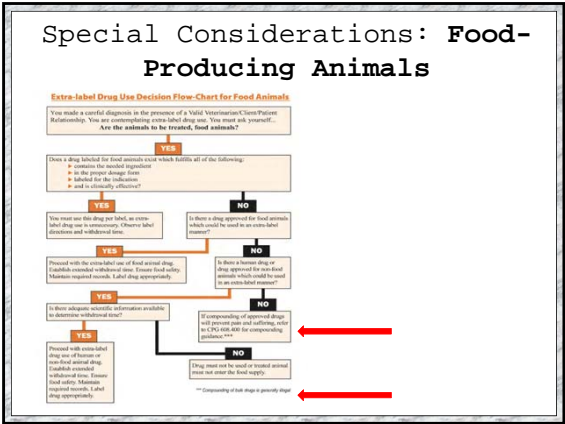 Special Considerations: Food-
Producing Animals
Extra-label Drug Use Decision Flow-Chart for Food Animals
You made a careful diagnosis in the presence of a Valid Veterinarian/Client/Patient
Relationship. You are contemplating extra-label drug use. You must ask yourself...
Are the animals to be treated, food animals?
YES
Does a drug labeled for food animals exist which fulfills all of the following:
contains the needed ingredient
in the proper dosage form
labeled for the indication
and is clinically effective?
YES
NO
You must use this drug per label, as extra-
label drug use is unnecessary. Observe label
directions and withdrawal time.
Is there a drug approved for food animals
which could be used in an extra-label
manner?
YES
NO
Proceed with the extra-label use of food animal drug.
Establish extended withdrawal time. Ensure food safety.
Maintain required records. Label drug appropriately.
Is there a human drug or
drug approved for non-food
animals which could be used
in an extra-label manner?
YES
NO
Is there adequate scientific information available
to determine withdrawal time?
If compounding of approved drugs
will prevent pain and suffering, refer
to CPG 608.400 for compounding
guidance.***
YES
NO
Proceed with extra-label
drug use of human or
non-food animal drug.
Establish extended
withdrawal time. Ensure
food safety. Maintain
required records. Label
drug appropriately.
Drug must not be used or treated animal
must not enter the food supply.
*** Compounding of bulk drugs is generally illegal